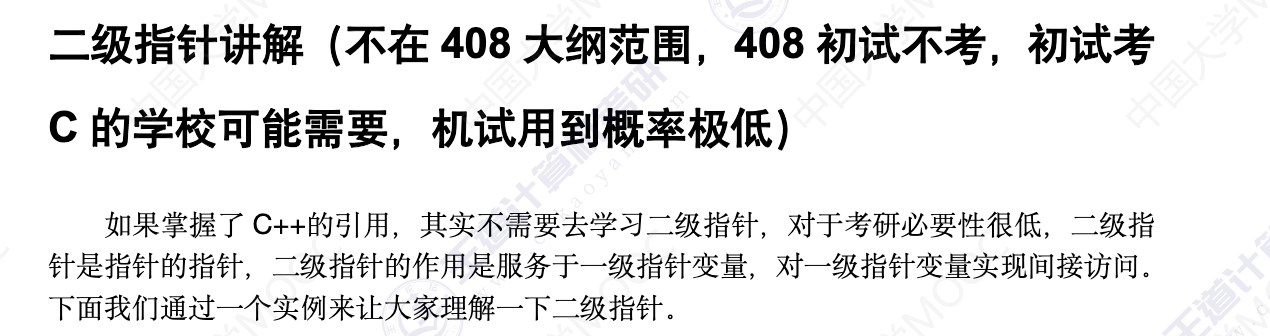 二级指针讲解（不在 408 大纲范围，408 初试不考，初试考
C 的学校可能需要，机试用到概率极低）
如果掌握了 C++的引用，其实不需要去学习二级指针，对于考研必要性很低，二级指
针是指针的指针，二级指针的作用是服务于一级指针变量，对一级指针变量实现间接访问。
下面我们通过一个实例来让大家理解一下二级指针。